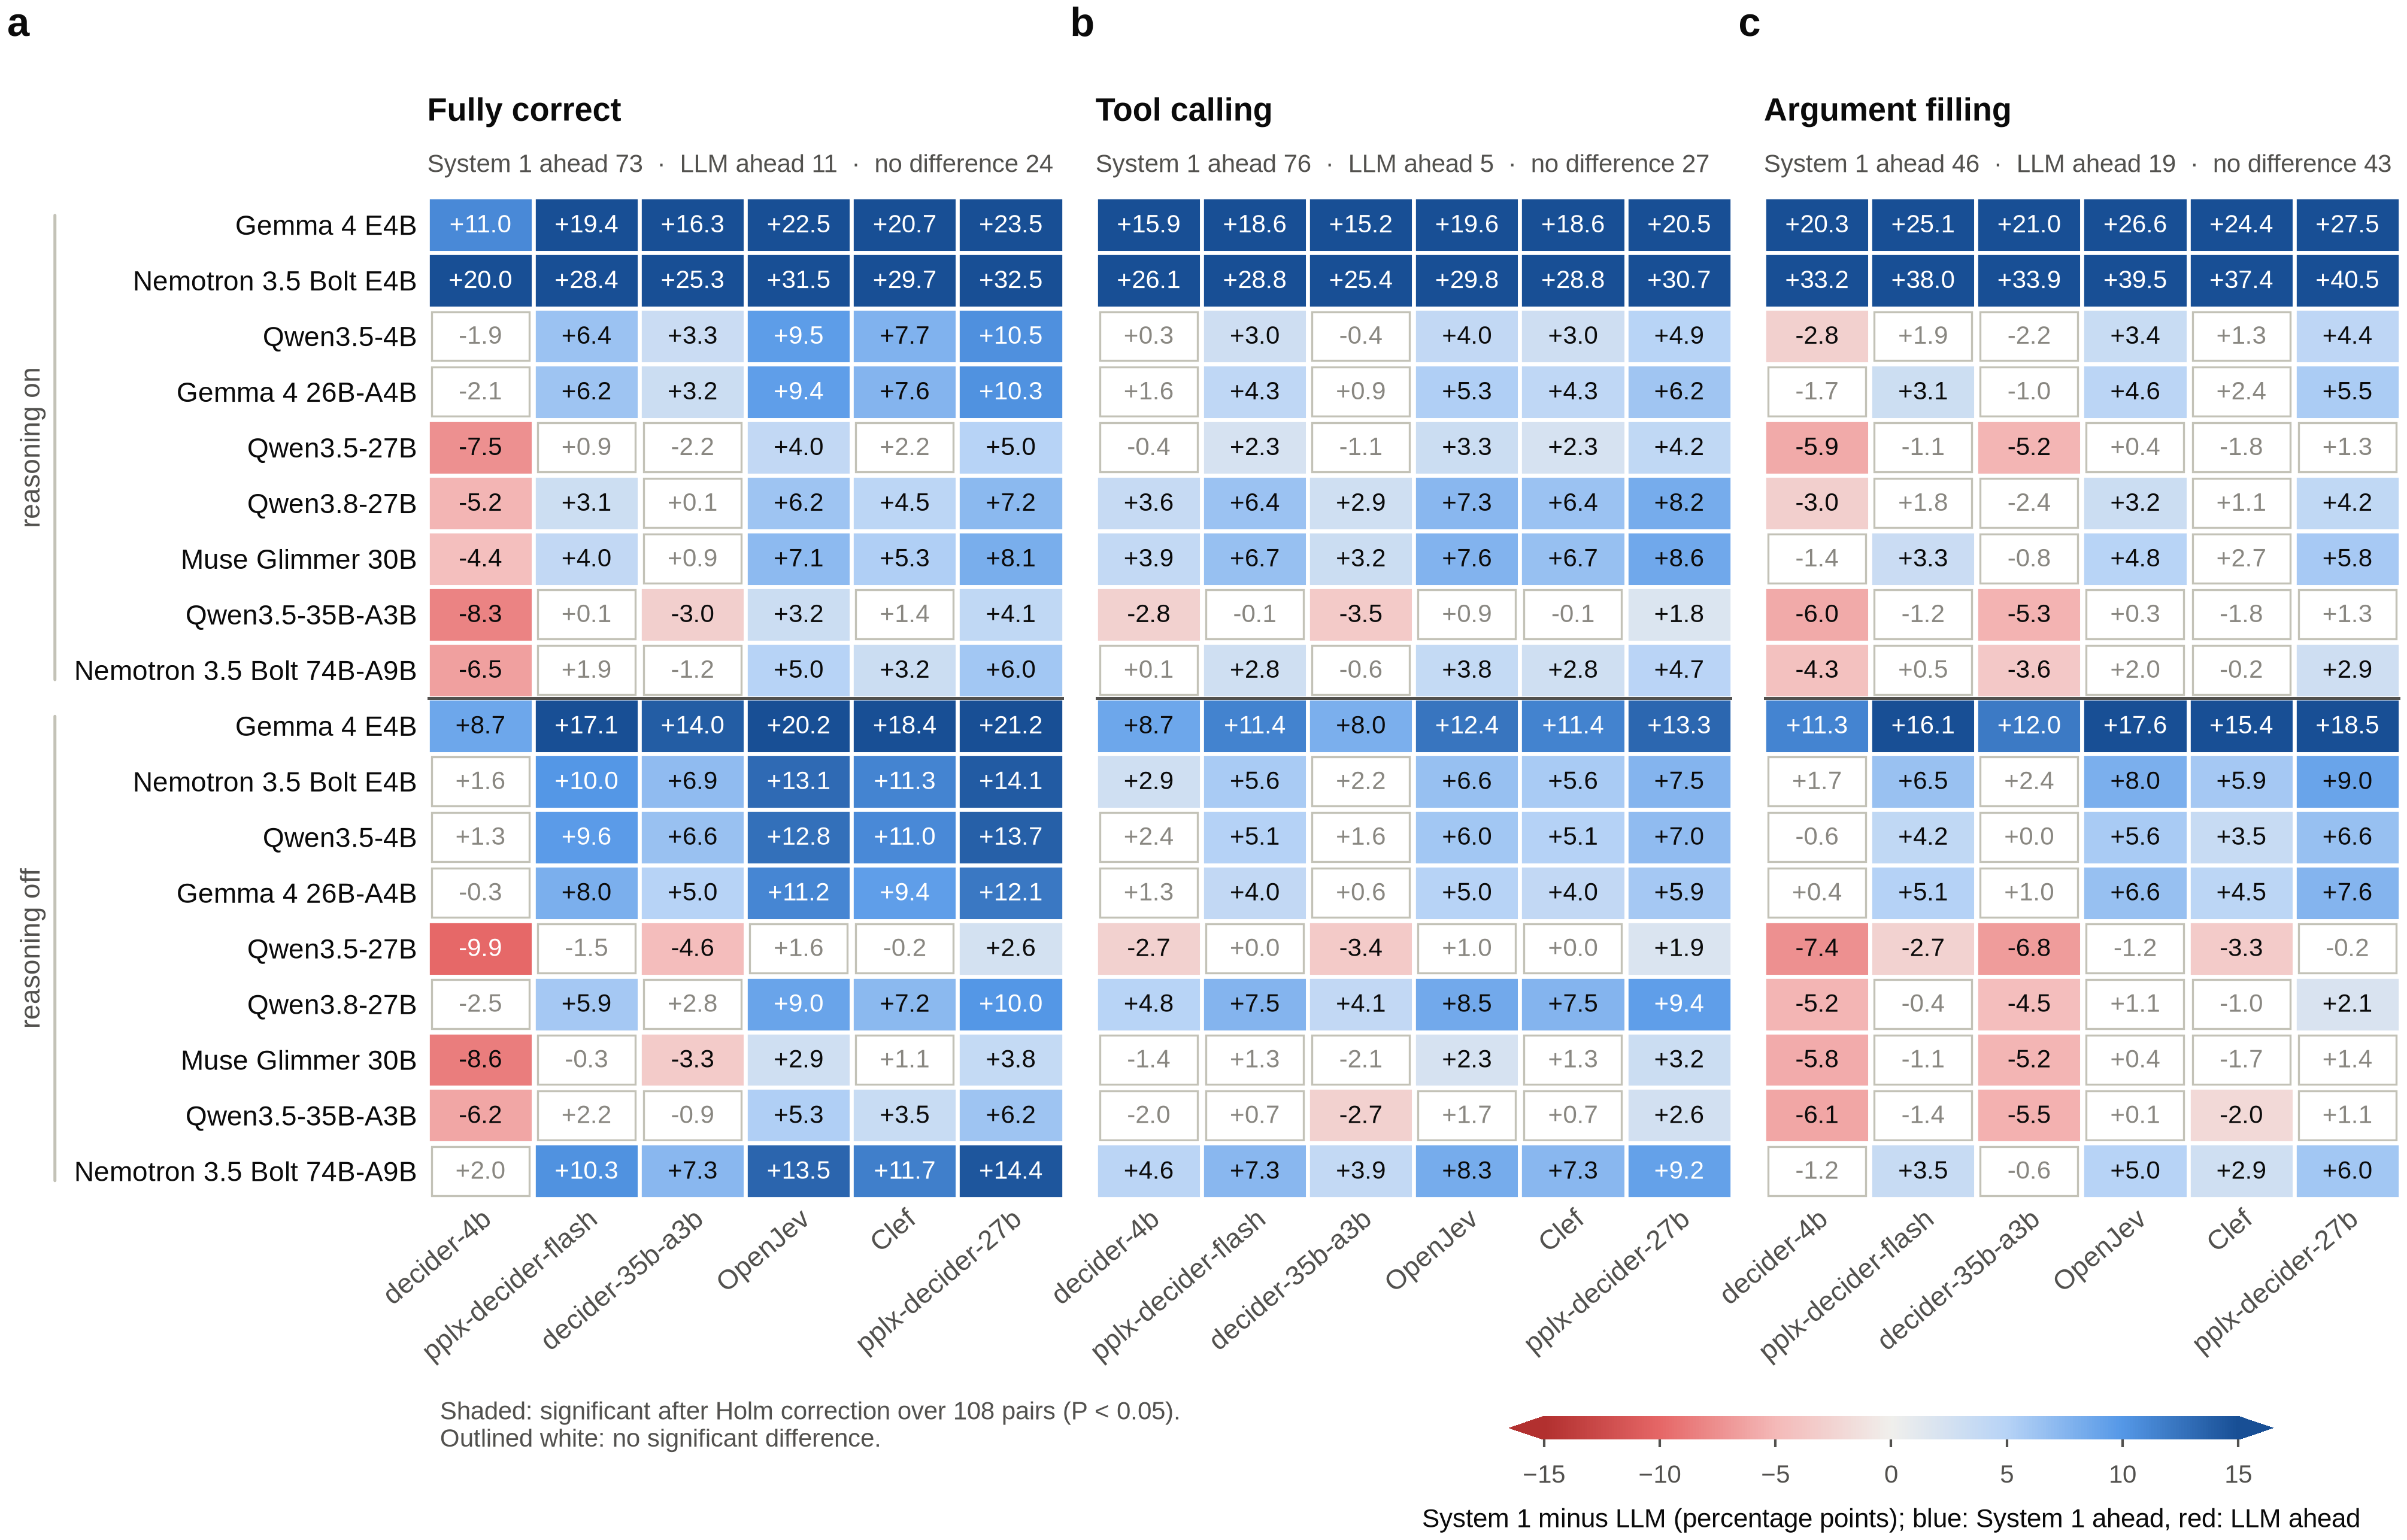 a
b
c
Fully correct
Tool calling
Argument filling
System 1 ahead 73 · LLM ahead 11 · no difference 24
System 1 ahead 76 · LLM ahead 5 · no difference 27
System 1 ahead 46 · LLM ahead 19 · no difference 43
reasoning on
Gemma 4 E4B +11.0 +19.4 +16.3 +22.5 +20.7 +23.5 +15.9 +18.6 +15.2 +19.6 +18.6 +20.5 +20.3 +25.1 +21.0 +26.6 +24.4 +27.5
Nemotron 3.5 Bolt E4B +20.0 +28.4 +25.3 +31.5 +29.7 +32.5 +26.1 +28.8 +25.4 +29.8 +28.8 +30.7 +33.2 +38.0 +33.9 +39.5 +37.4 +40.5
Qwen3.5-4B -1.9 +6.4 +3.3 +9.5 +7.7 +10.5 +0.3 +3.0 -0.4 +4.0 +3.0 +4.9 -2.8 +1.9 -2.2 +3.4 +1.3 +4.4
Gemma 4 26B-A4B -2.1 +6.2 +3.2 +9.4 +7.6 +10.3 +1.6 +4.3 +0.9 +5.3 +4.3 +6.2 -1.7 +3.1 -1.0 +4.6 +2.4 +5.5
Qwen3.5-27B -7.5 +0.9 -2.2 +4.0 +2.2 +5.0 -0.4 +2.3 -1.1 +3.3 +2.3 +4.2 -5.9 -1.1 -5.2 +0.4 -1.8 +1.3
Qwen3.8-27B -5.2 +3.1 +0.1 +6.2 +4.5 +7.2 +3.6 +6.4 +2.9 +7.3 +6.4 +8.2 -3.0 +1.8 -2.4 +3.2 +1.1 +4.2
Muse Glimmer 30B -4.4 +4.0 +0.9 +7.1 +5.3 +8.1 +3.9 +6.7 +3.2 +7.6 +6.7 +8.6 -1.4 +3.3 -0.8 +4.8 +2.7 +5.8
Qwen3.5-35B-A3B -8.3 +0.1 -3.0 +3.2 +1.4 +4.1 -2.8 -0.1 -3.5 +0.9 -0.1 +1.8 -6.0 -1.2 -5.3 +0.3 -1.8 +1.3
Nemotron 3.5 Bolt 74B-A9B -6.5 +1.9 -1.2 +5.0 +3.2 +6.0 +0.1 +2.8 -0.6 +3.8 +2.8 +4.7 -4.3 +0.5 -3.6 +2.0 -0.2 +2.9
reasoning off
Gemma 4 E4B +8.7 +17.1 +14.0 +20.2 +18.4 +21.2 +8.7 +11.4 +8.0 +12.4 +11.4 +13.3 +11.3 +16.1 +12.0 +17.6 +15.4 +18.5
Nemotron 3.5 Bolt E4B +1.6 +10.0 +6.9 +13.1 +11.3 +14.1 +2.9 +5.6 +2.2 +6.6 +5.6 +7.5 +1.7 +6.5 +2.4 +8.0 +5.9 +9.0
Qwen3.5-4B +1.3 +9.6 +6.6 +12.8 +11.0 +13.7 +2.4 +5.1 +1.6 +6.0 +5.1 +7.0 -0.6 +4.2 +0.0 +5.6 +3.5 +6.6
Gemma 4 26B-A4B -0.3 +8.0 +5.0 +11.2 +9.4 +12.1 +1.3 +4.0 +0.6 +5.0 +4.0 +5.9 +0.4 +5.1 +1.0 +6.6 +4.5 +7.6
Qwen3.5-27B -9.9 -1.5 -4.6 +1.6 -0.2 +2.6 -2.7 +0.0 -3.4 +1.0 +0.0 +1.9 -7.4 -2.7 -6.8 -1.2 -3.3 -0.2
Qwen3.8-27B -2.5 +5.9 +2.8 +9.0 +7.2 +10.0 +4.8 +7.5 +4.1 +8.5 +7.5 +9.4 -5.2 -0.4 -4.5 +1.1 -1.0 +2.1
Muse Glimmer 30B -8.6 -0.3 -3.3 +2.9 +1.1 +3.8 -1.4 +1.3 -2.1 +2.3 +1.3 +3.2 -5.8 -1.1 -5.2 +0.4 -1.7 +1.4
Qwen3.5-35B-A3B -6.2 +2.2 -0.9 +5.3 +3.5 +6.2 -2.0 +0.7 -2.7 +1.7 +0.7 +2.6 -6.1 -1.4 -5.5 +0.1 -2.0 +1.1
Nemotron 3.5 Bolt 74B-A9B +2.0 +10.3 +7.3 +13.5 +11.7 +14.4 +4.6 +7.3 +3.9 +8.3 +7.3 +9.2 -1.2 +3.5 -0.6 +5.0 +2.9 +6.0
decider-4b pplx-decider-flash decider-35b-a3b OpenJev Clef pplx-decider-27b
decider-4b pplx-decider-flash decider-35b-a3b OpenJev Clef pplx-decider-27b
decider-4b pplx-decider-flash decider-35b-a3b OpenJev Clef pplx-decider-27b
Shaded: significant after Holm correction over 108 pairs (P < 0.05).
Outlined white: no significant difference.
−15 −10 −5 0 5 10 15
System 1 minus LLM (percentage points); blue: System 1 ahead, red: LLM ahead